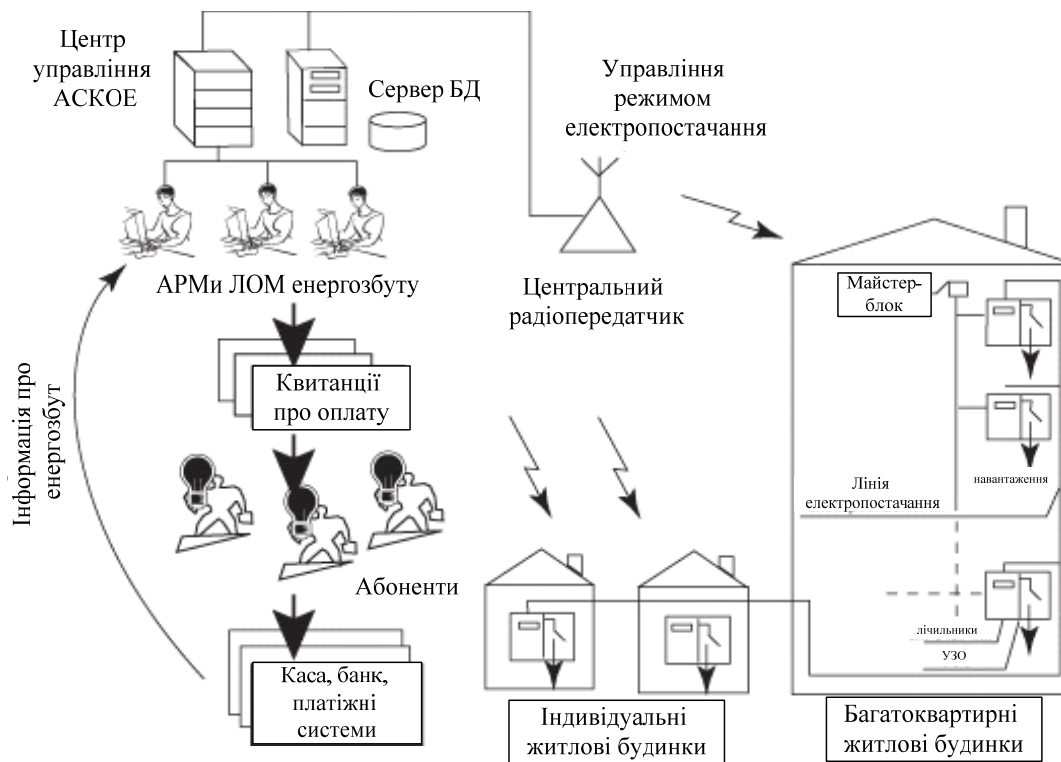 Центр
управління
АСКОЕ
Сервер БД
Управління
режимом
електропостачання
АРМи ЛОМ енергозбуту
Центральний
радіопередатчик
Майстер-
блок
Квитанції
про оплату
Інформація про
енергозбут
навантаження
Лінія
електропостачання
Абоненти
лічильники
УЗО
Каса, банк,
платіжні
системи
Індивідуальні
житлові будинки
Багатоквартирні
житлові будинки